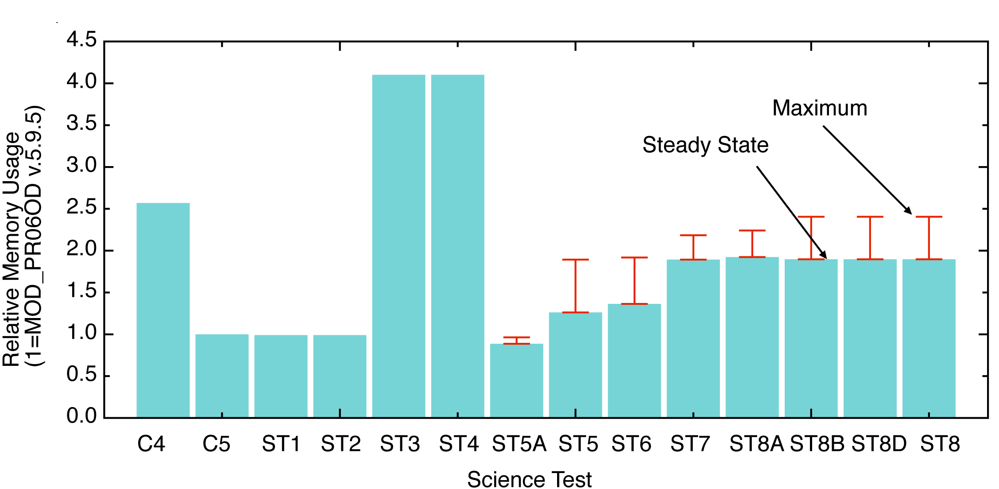 4.5
4.0
3.5
3.0
2.5
2.0
1.5
1.0
0.5
0.0
Relative Memory Usage
(1=MOD_PR06OD v.5.9.5)
Maximum
Steady State
C4 C5 ST1 ST2 ST3 ST4 ST5A ST5 ST6 ST7 ST8A ST8B ST8D ST8
Science Test